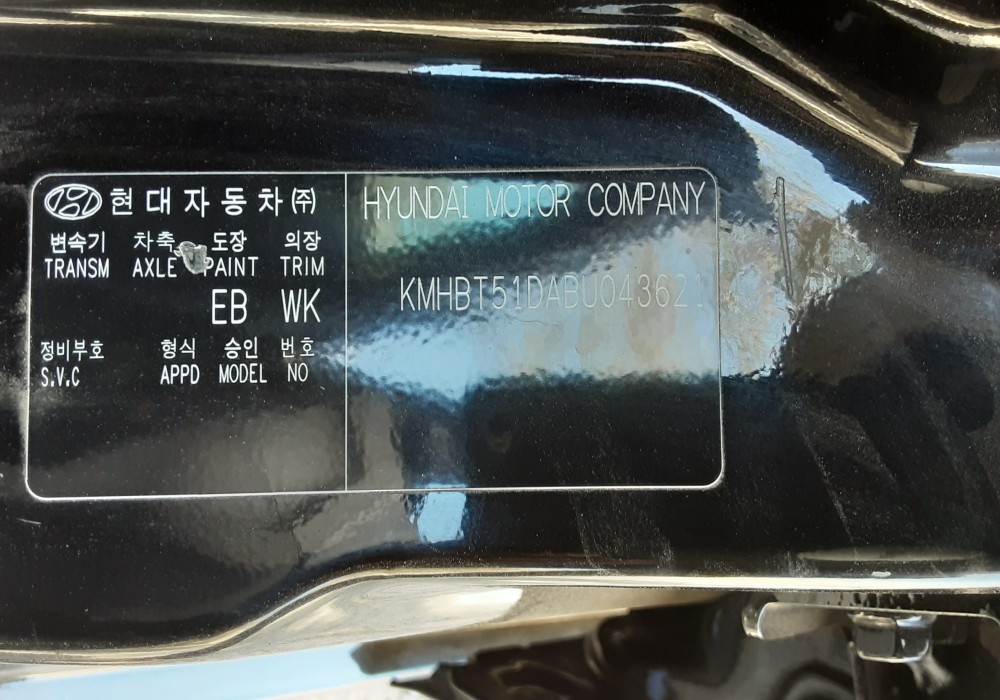 현대자동차㈜
변속기 차축 도장 의장
TRANSM AXLE PAINT TRIM
EB WK
정비부호 형식 승인 번호
S.V.C APPD MODEL NO
HYUNDAI MOTOR COMPANY
KMHBT51DABU043621